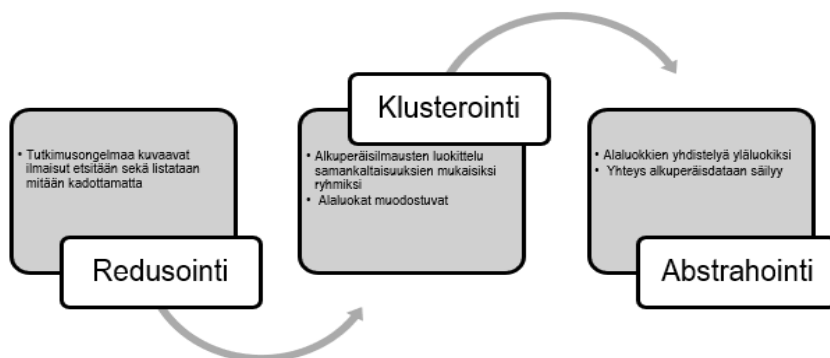 • Tutkimusongelmaa kuvaavat
ilmaisut etsitään sekä listataan
mitään kadottamatta
Redusointi
Klusterointi
• Alkuperäisilmausten luokittelu
samankaltaisuuksien mukaisiksi
ryhmiksi
• Alaluokat muodostuvat
• Alaluokkien yhdistelyä yläluokiksi
• Yhteys alkuperäisdataan säilyy
Abstrahointi